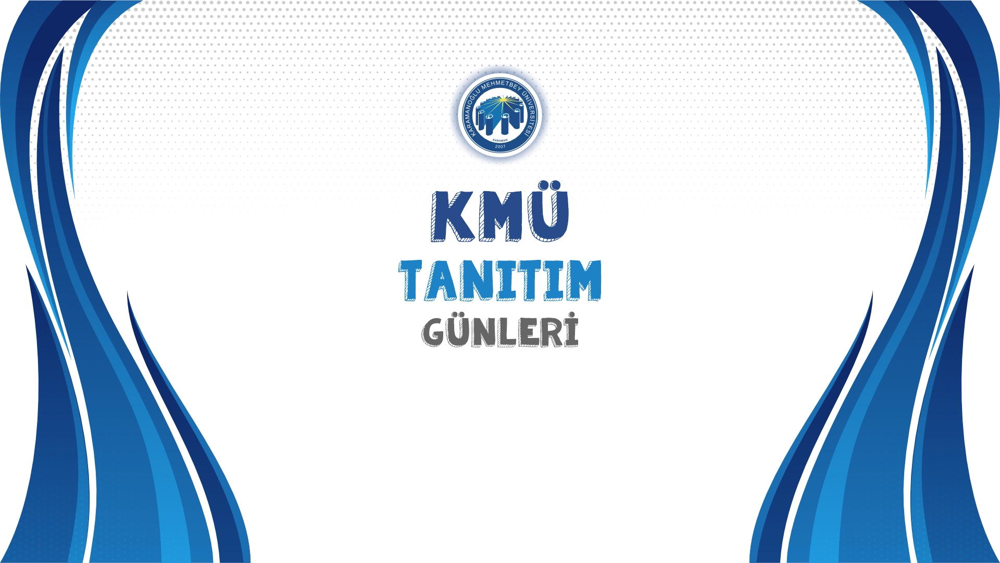 KARAMANOĞLU MEHMETBEY ÜNİVERSİTESİ
KARAMAN
2007
KMÜ
TANITIM
GÜNLERİ